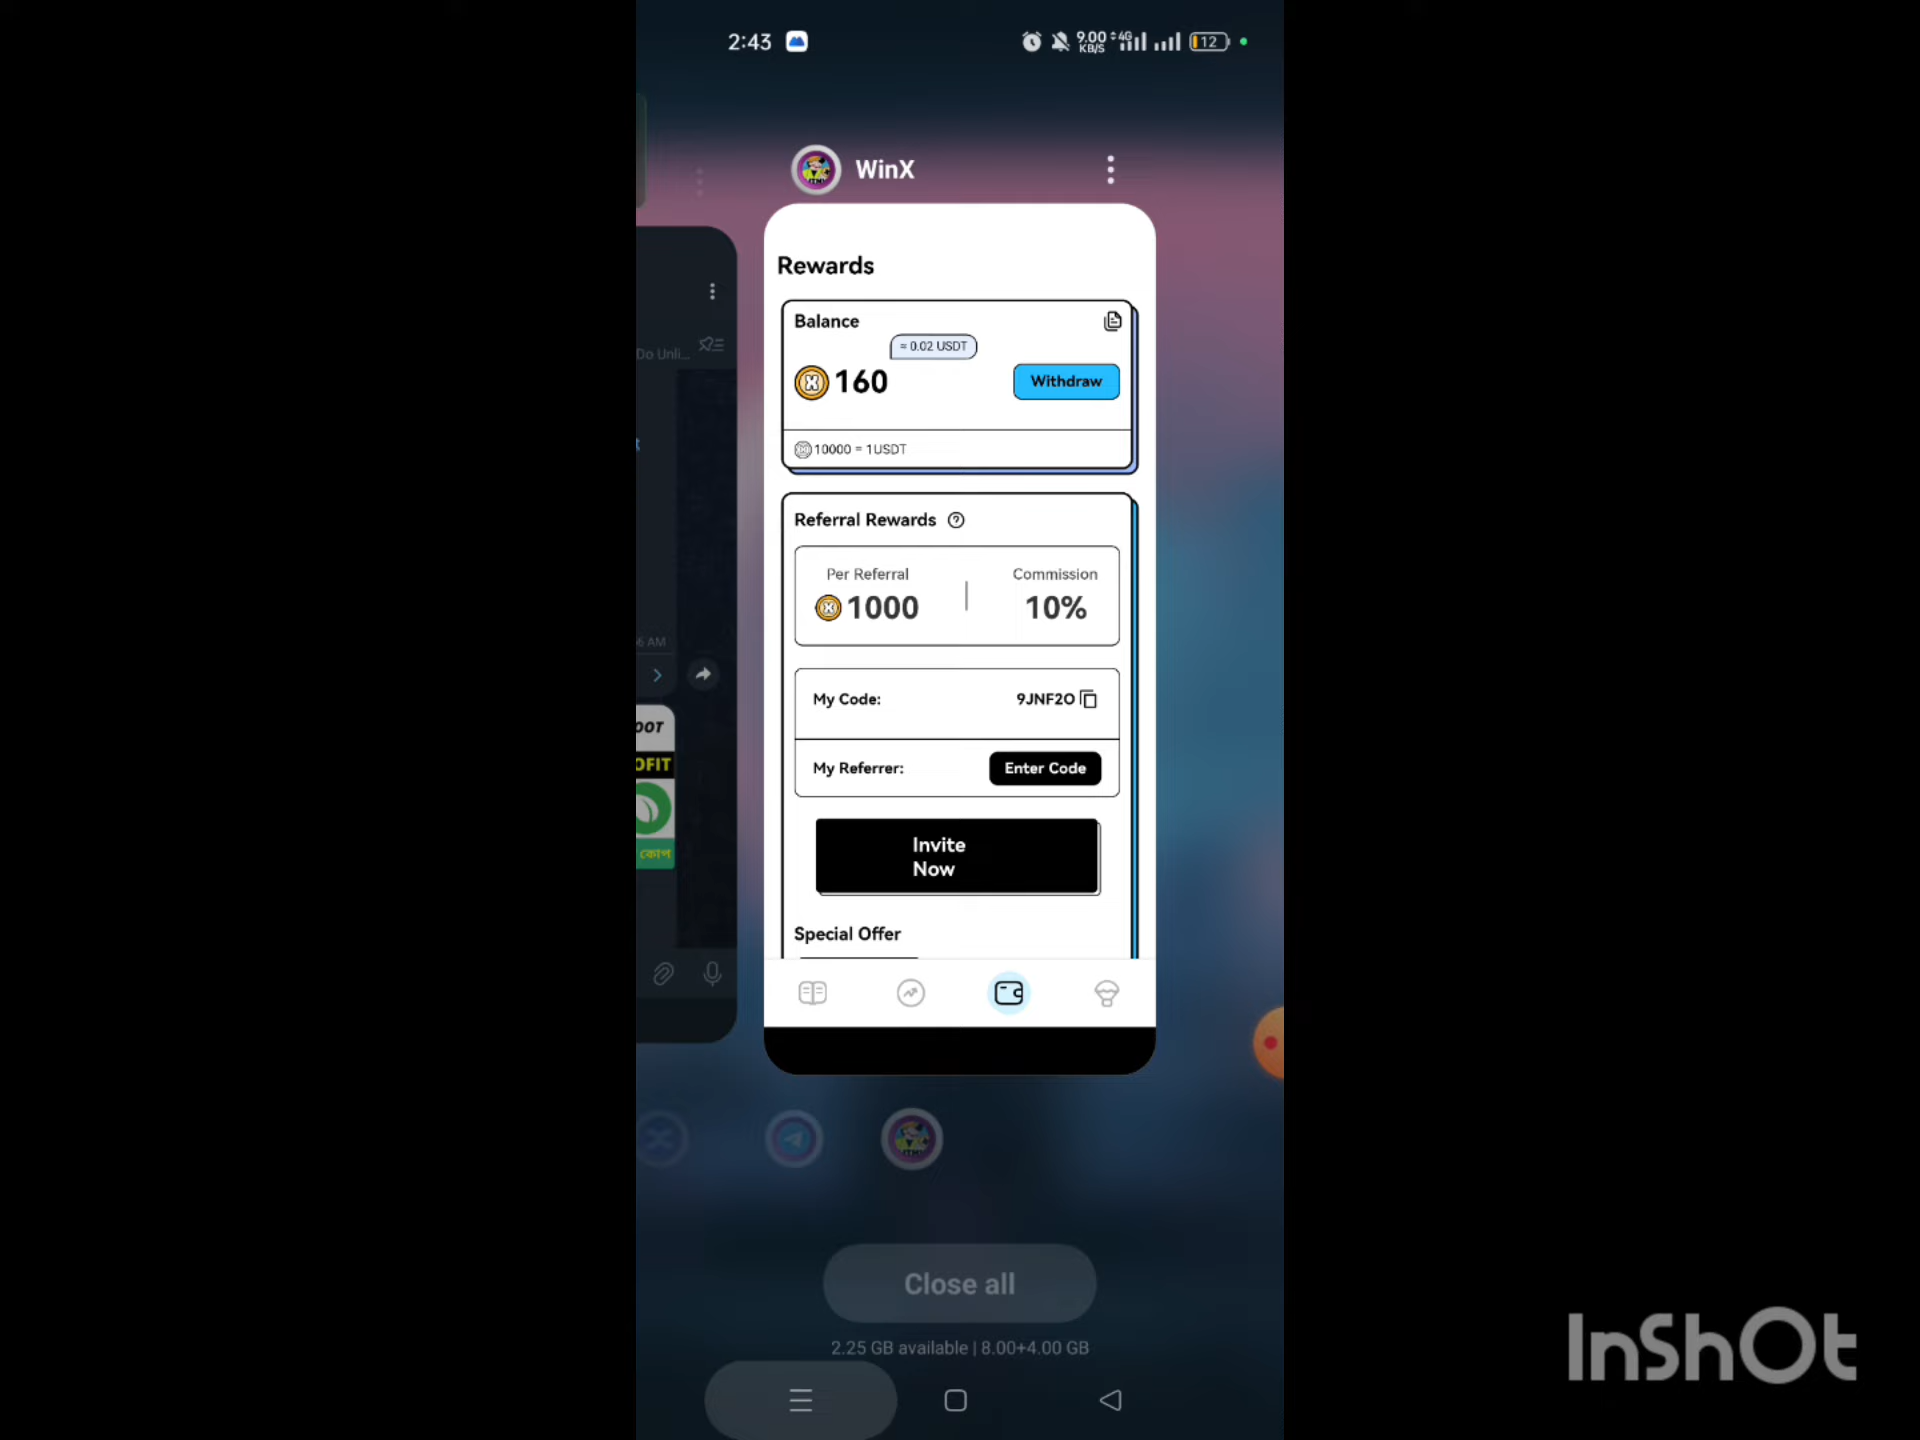 2:43
9.00 KB/S 4G 12
WinX
Rewards
Balance
≈ 0.02 USDT
160
Withdraw
10000 = 1USDT
Do Unli...
Referral Rewards
Per Referral
Commission
1000
10%
6 AM
My Code:
9JNF2O
OOT
My Referrer:
Enter Code
OFIT
Invite
Now
কোপ
Special Offer
Close all
2.25 GB available | 8.00+4.00 GB
InShOt